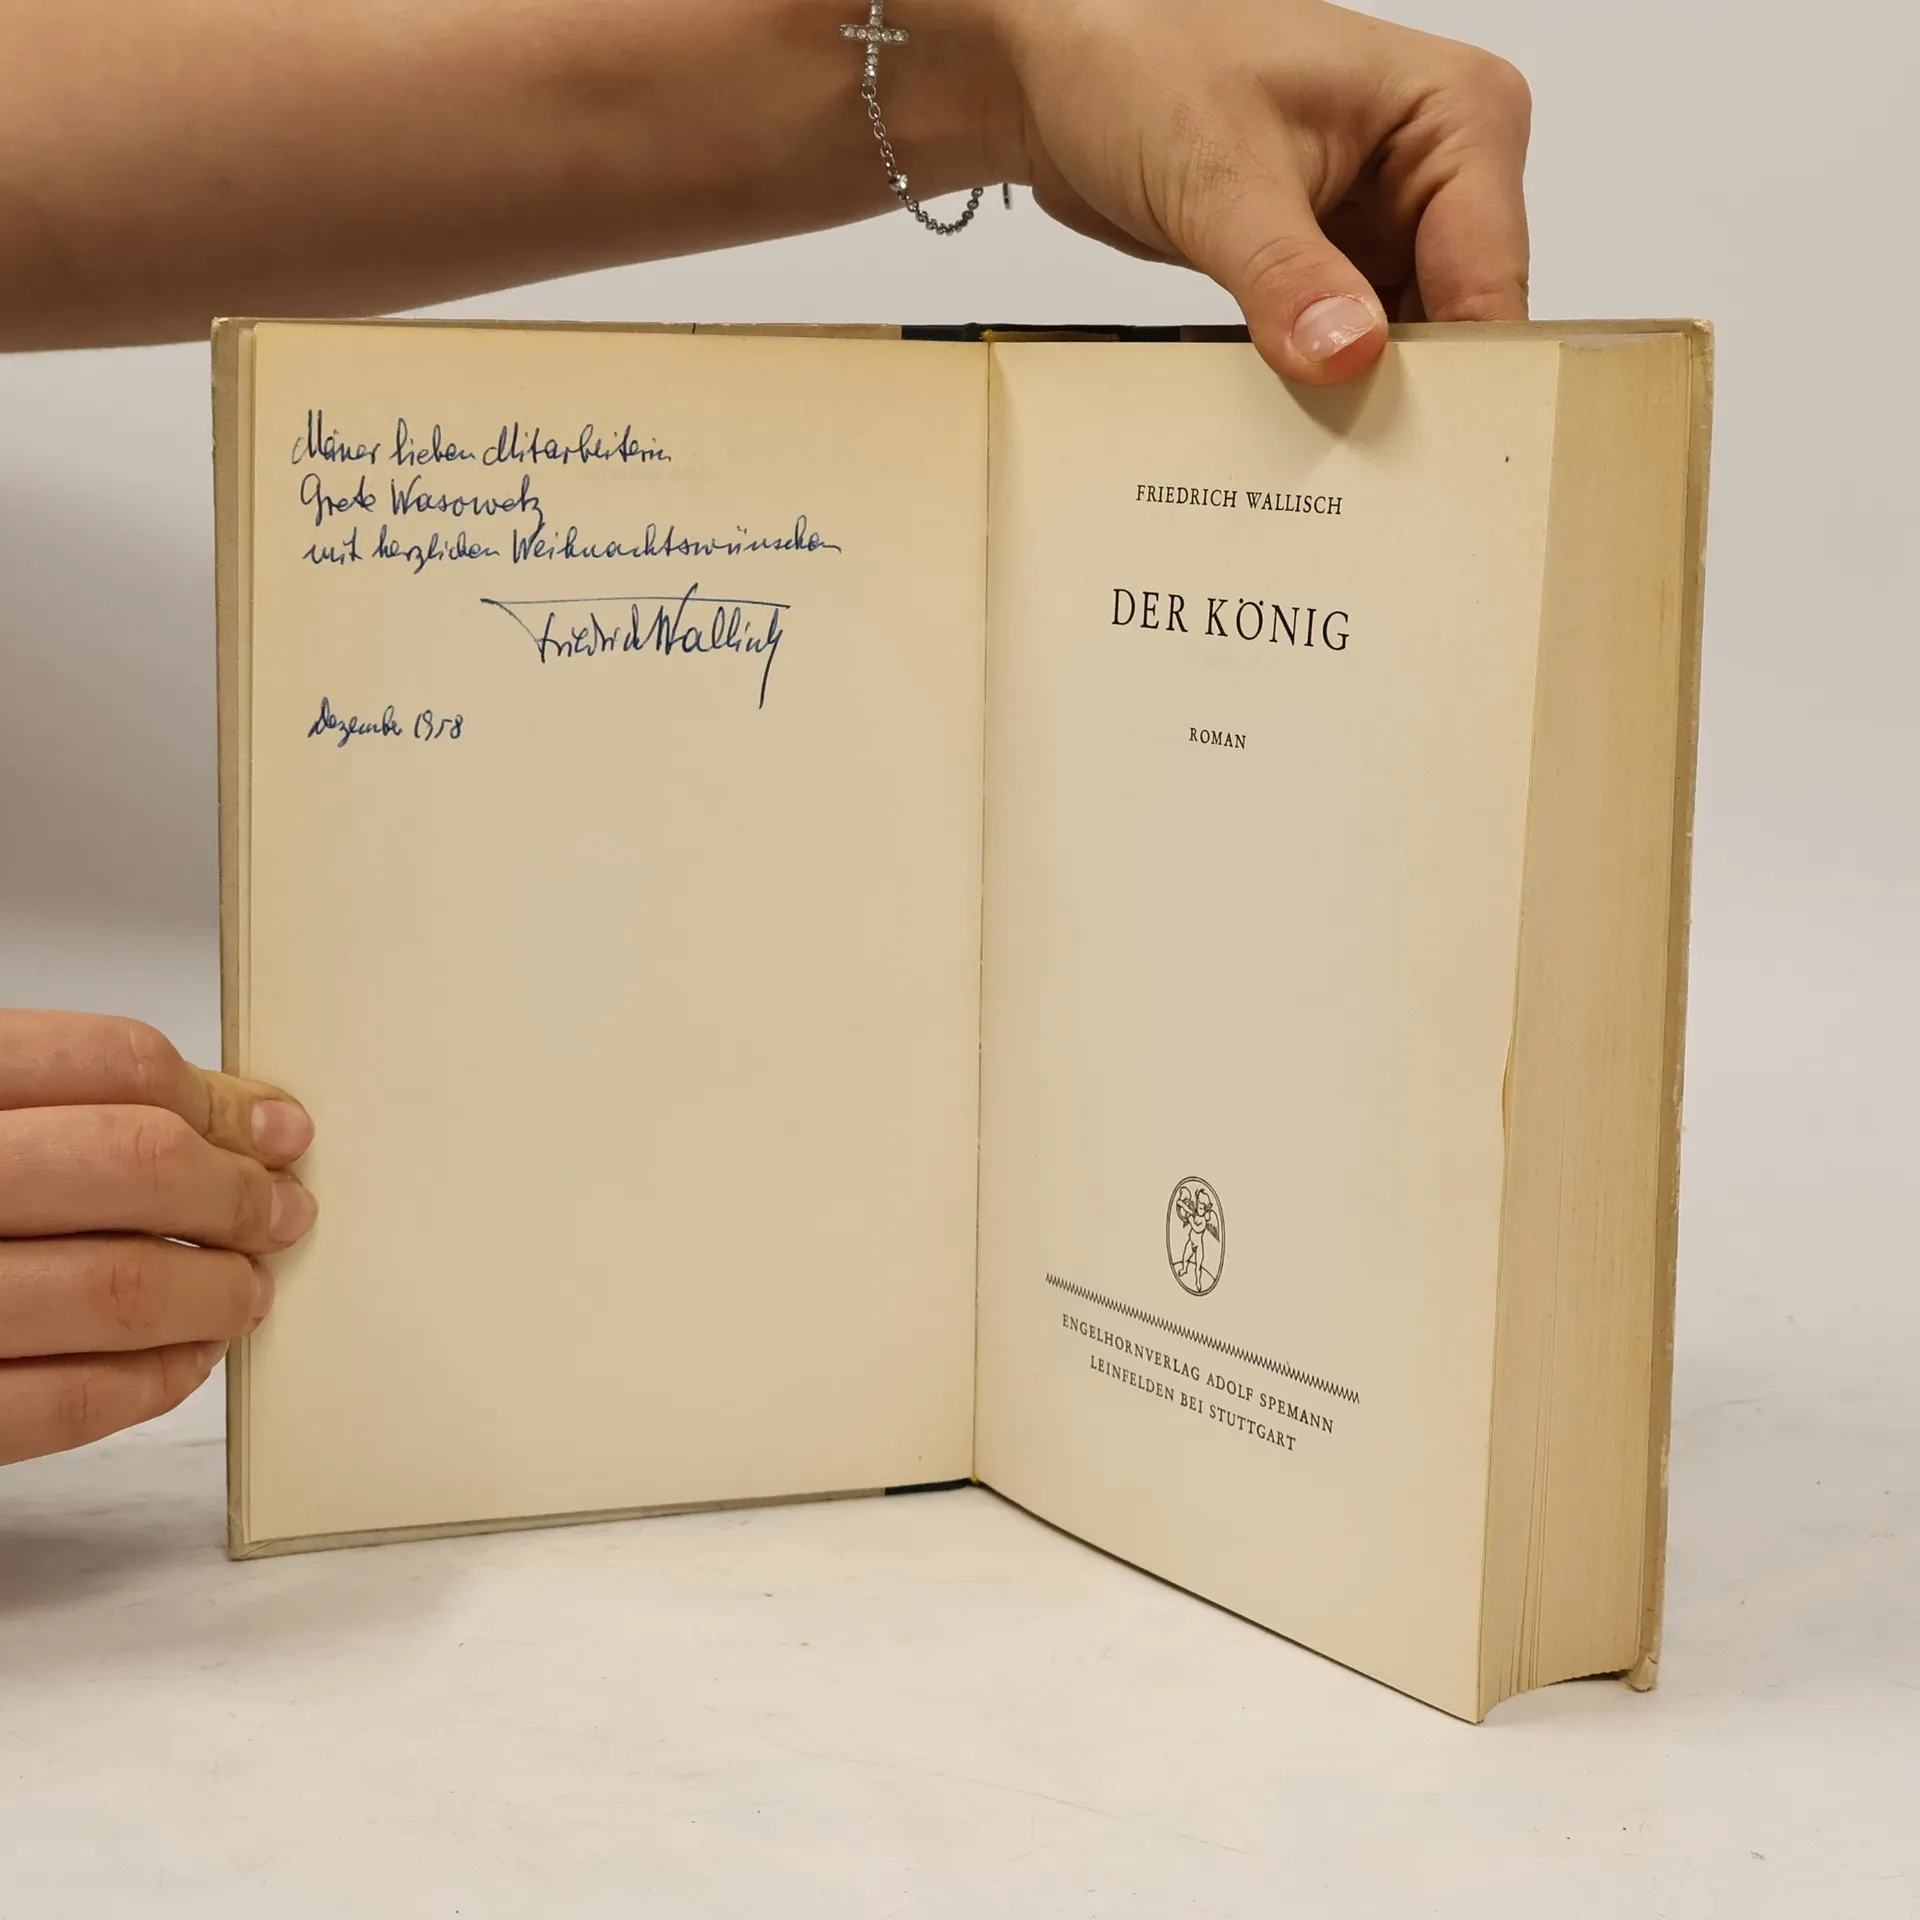 Meiner lieben Mitarbeiterin
Grete Wasowetz
mit herzlichen Weihnachtswünschen
Friedrich Wallisch
Dezember 1958
FRIEDRICH WALLISCH
DER KÖNIG
ROMAN
ENGELHORNVERLAG ADOLF SPEMANN
LEINFELDEN BEI STUTTGART